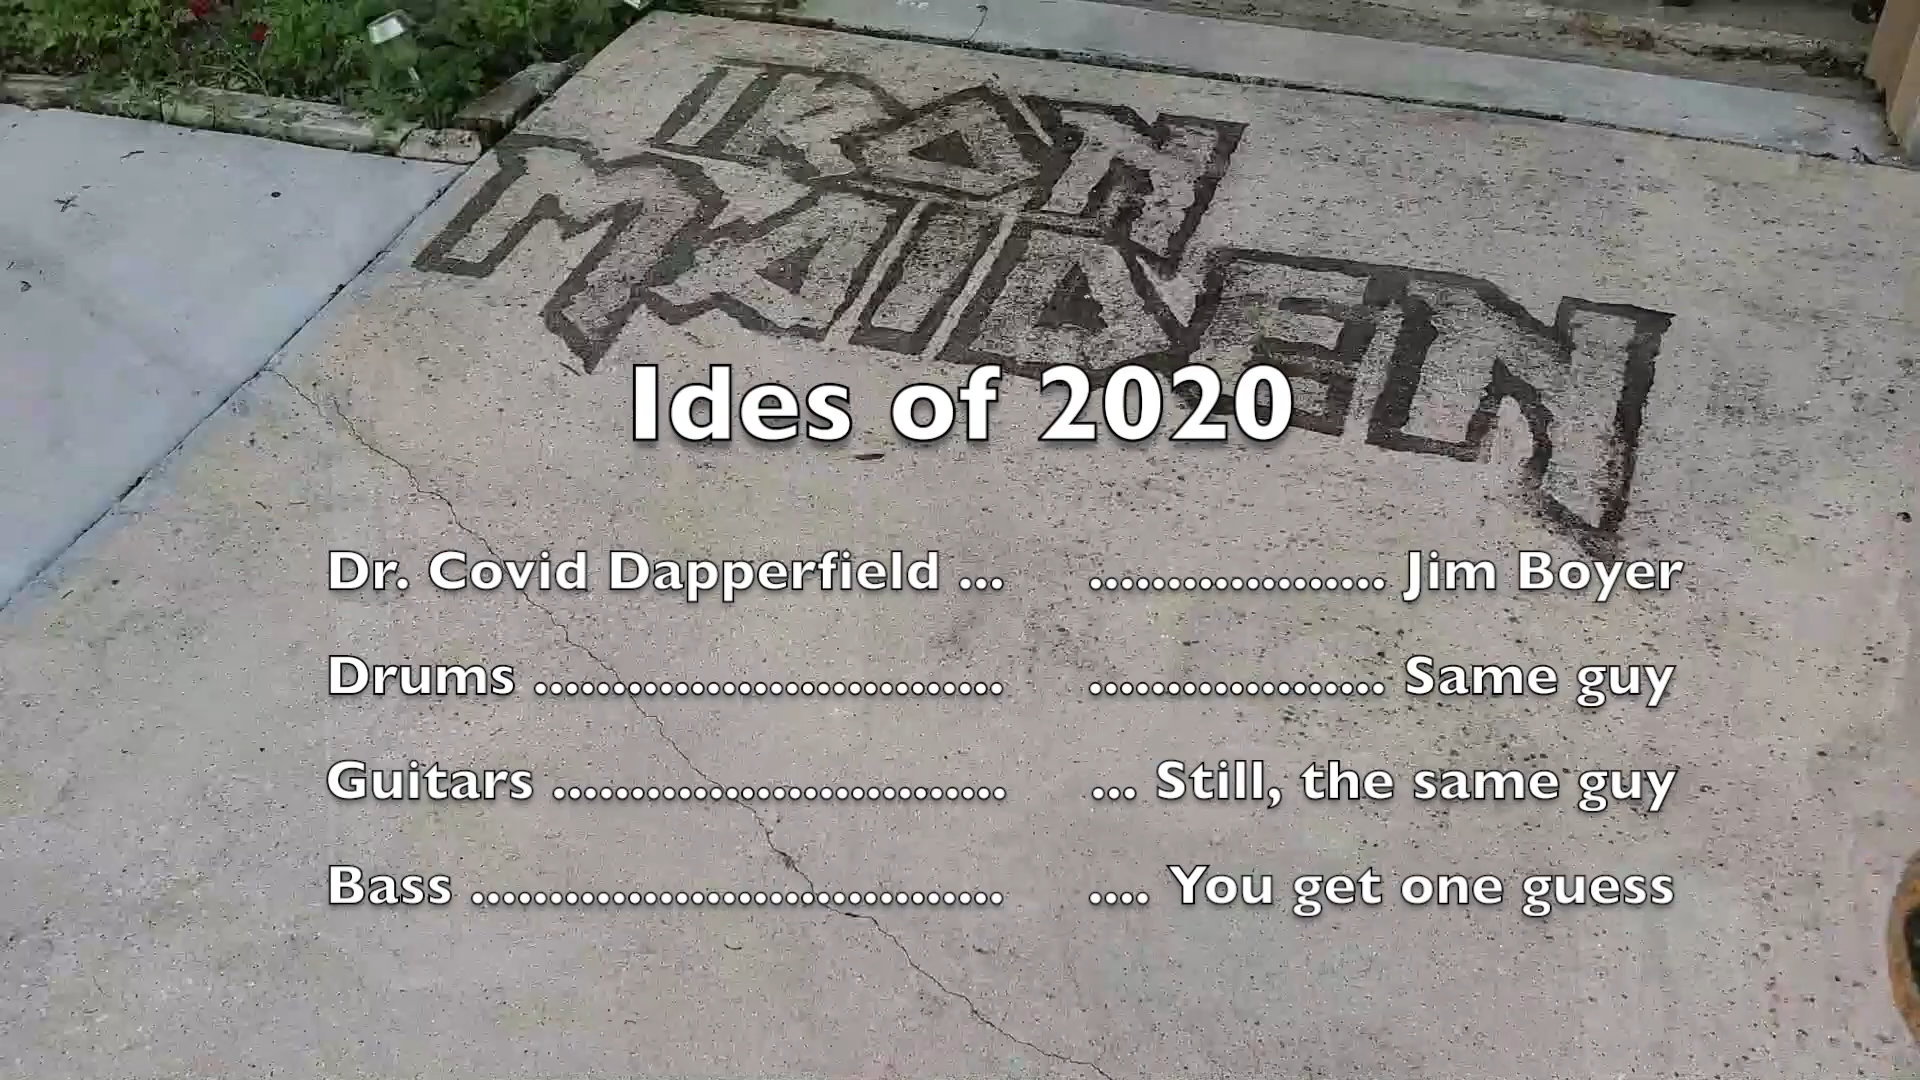 IRON
MAIDEN
Ides of 2020
Dr. Covid Dapperfield ... ................... Jim Boyer
Drums .............................. ................... Same guy
Guitars ............................. ... Still, the same guy
Bass .................................. .... You get one guess